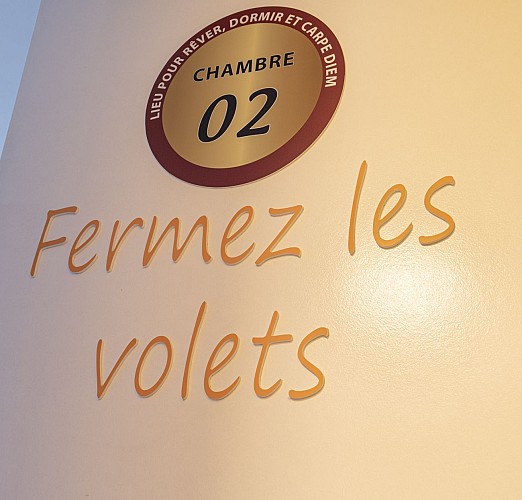 LIEU POUR RÊVER, DORMIR ET CARPE DIEM
CHAMBRE
02
Fermez les
volets